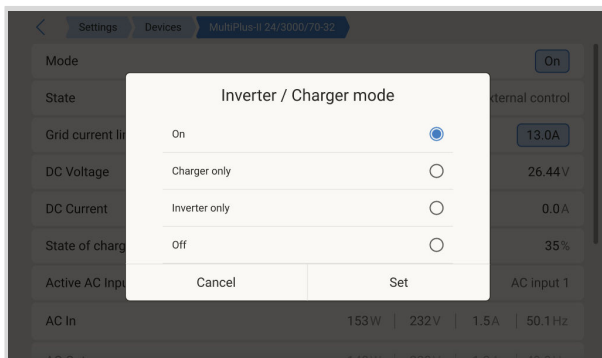 Settings Devices MultiPlus-II 24/3000/70-32
Mode On
Inverter / Charger mode
State xternal control
On
Grid current lin 13.0A
Charger only
DC Voltage 26.44V
Inverter only
DC Current 0.0A
Off
State of charg 35%
Cancel Set
Active AC Inpu AC input 1
AC In 153W 232V 1.5A 50.1Hz